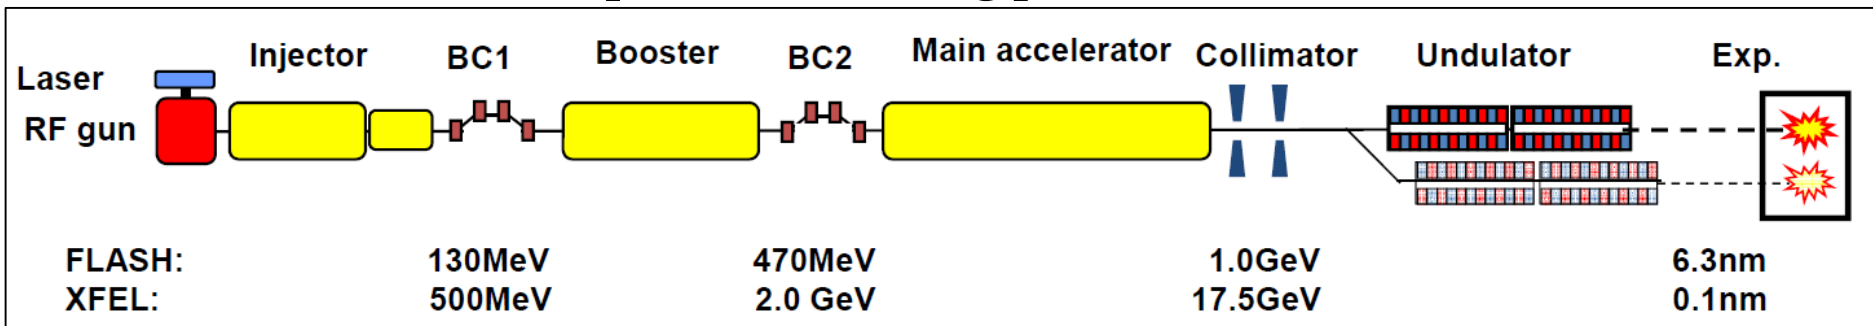 Laser
RF gun
Injector
BC1
Booster
BC2
Main accelerator
Collimator
Undulator
Exp.
FLASH: 130MeV 470MeV 1.0GeV 6.3nm
XFEL: 500MeV 2.0 GeV 17.5GeV 0.1nm